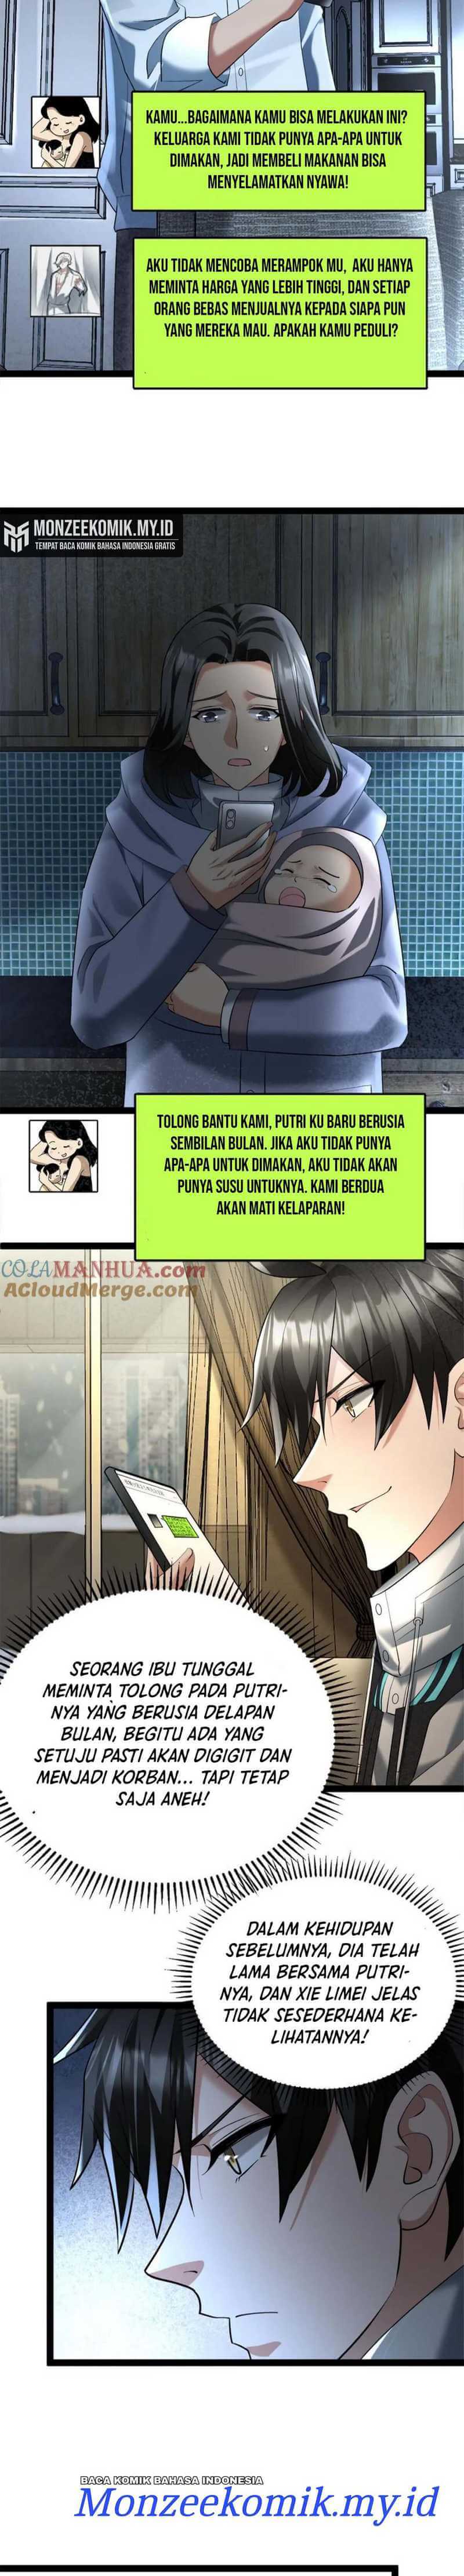 KAMU...BAGAIMANA KAMU BISA MELAKUKAN INI?
KELUARGA KAMI TIDAK PUNYA APA-APA UNTUK
DIMAKAN, JADI MEMBELI MAKANAN BISA
MENYELAMATKAN NYAWA!
AKU TIDAK MENCOBA MERAMPOK MU, AKU HANYA
MEMINTA HARGA YANG LEBIH TINGGI, DAN SETIAP
ORANG BEBAS MENJUALNYA KEPADA SIAPA PUN
YANG MEREKA MAU. APAKAH KAMU PEDULI?
MONZEEKOMIK.MY.ID
TEMPAT BACA KOMIK BAHASA INDONESIA GRATIS
TOLONG BANTU KAMI, PUTRI KU BARU BERUSIA
SEMBILAN BULAN. JIKA AKU TIDAK PUNYA
APA-APA UNTUK DIMAKAN, AKU TIDAK AKAN
PUNYA SUSU UNTUKNYA. KAMI BERDUA
AKAN MATI KELAPARAN!
COLAMANHUA.com
AcloudMerge.com
SEORANG IBU TUNGGAL
MEMINTA TOLONG PADA PUTRI-
NYA YANG BERUSIA DELAPAN
BULAN, BEGITU ADA YANG
SETUJU PASTI AKAN DIGIGIT DAN
MENJADI KORBAN... TAPI TETAP
SAJA ANEH!
DALAM KEHIDUPAN
SEBELUMNYA, DIA TELAH
LAMA BERSAMA PUTRI-
NYA, DAN XIE LIMEI JELAS
TIDAK SESEDERHANA KE-
LIHATANNYA!
BACA KOMIK BAHASA INDONESIA
Monzeekomik.my.id